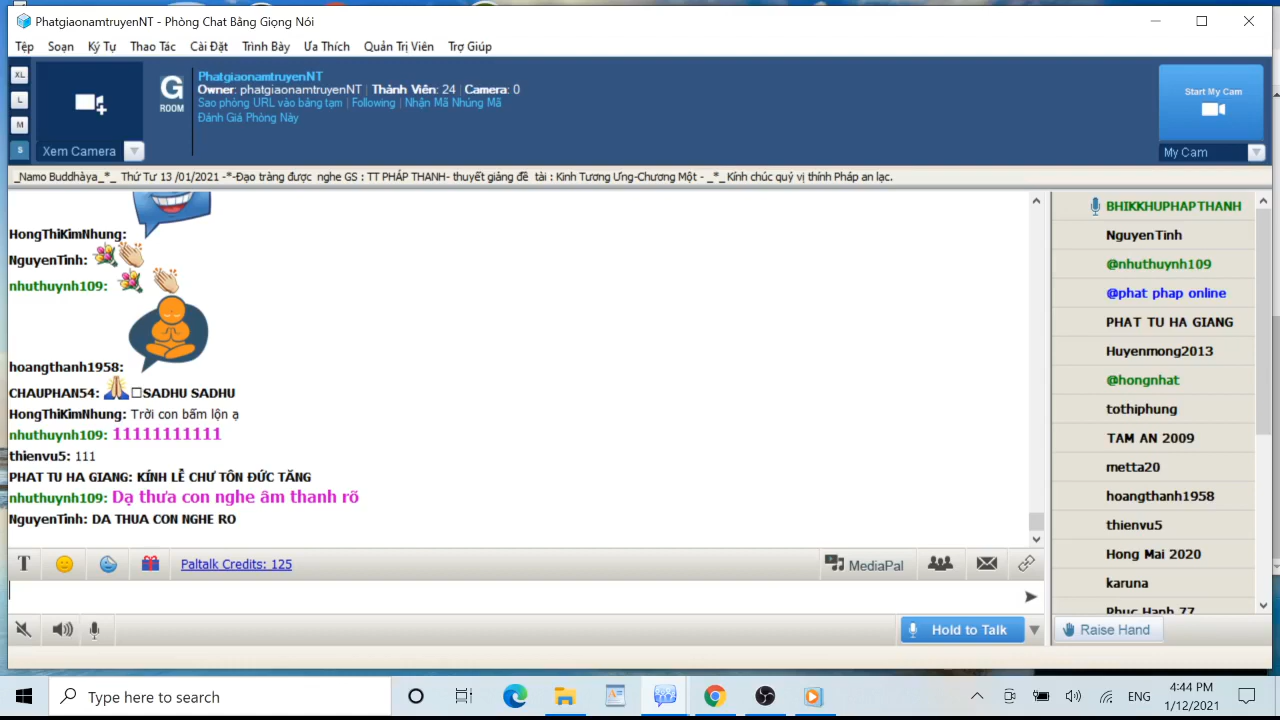 PhatgiaonamtruyenNT - Phòng Chat Bằng Giọng Nói
Tệp Soạn Ký Tự Thao Tác Cài Đặt Trình Bày Ưa Thích Quản Trị Viên Trợ Giúp
XL
L
M
S
Xem Camera
G
ROOM
PhatgiaonamtruyenNT
Owner: phatgiaonamtruyenNT | Thành Viên: 24 | Camera: 0
Sao phỏng URL vào bảng tạm | Following | Nhận Mã Nhúng Mã
Đánh Giá Phòng Này
Start My Cam
My Cam
_Namo Buddhàya_*_ Thứ Tư 13 /01/2021 -*-Đạo tràng được nghe GS : TT PHÁP THANH- thuyết giảng đề tài : Kinh Tương Ưng-Chương Một - _*_ Kính chúc quý vị thính Pháp an lạc.
HongThiKimNhung:
NguyenTinh:
nhuthuynh109:
hoangthanh1958:
CHAUPHAN54: SADHU SADHU
HongThiKimNhung: Trời con bấm lộn ạ
nhuthuynh109: 11111111111
thienvu5: 111
PHAT TU HA GIANG: KÍNH LỄ CHƯ TÔN ĐỨC TĂNG
nhuthuynh109: Dạ thưa con nghe âm thanh rõ
NguyenTinh: DA THUA CON NGHE RO
BHIKKHUPHAPTHANH
NguyenTinh
@nhuthuynh109
@phat phap online
PHAT TU HA GIANG
Huyenmong2013
@hongnhat
tothiphung
TAM AN 2009
metta20
hoangthanh1958
thienvu5
Hong Mai 2020
karuna
Phuc Hanh 77
T
Paltalk Credits: 125
MediaPal
Hold to Talk
Raise Hand
Type here to search
ENG
4:44 PM
1/12/2021